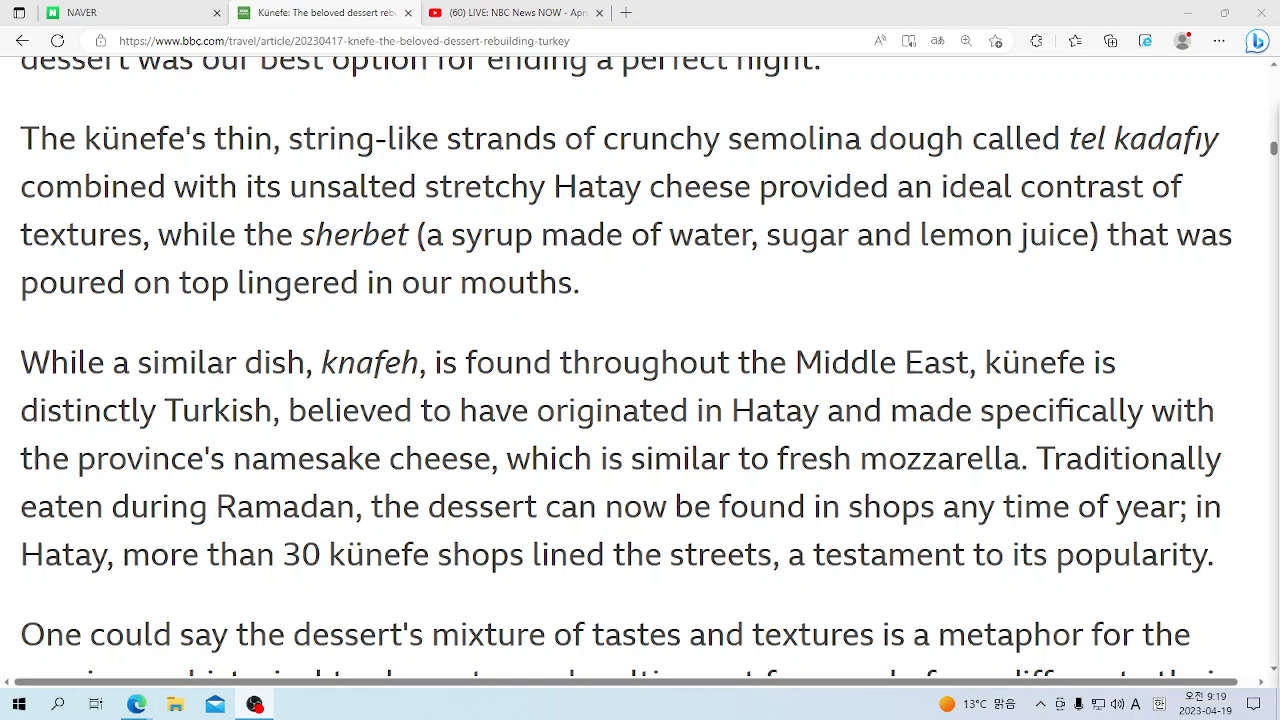 NAVER
Künefe: The beloved dessert reb
(60) LIVE: NBC News NOW - Apri
https://www.bbc.com/travel/article/20230417-knefe-the-beloved-dessert-rebuilding-turkey
dessert was our best option for ending a perfect night.
The künefe's thin, string-like strands of crunchy semolina dough called tel kadafıy
combined with its unsalted stretchy Hatay cheese provided an ideal contrast of
textures, while the sherbet (a syrup made of water, sugar and lemon juice) that was
poured on top lingered in our mouths.
While a similar dish, knafeh, is found throughout the Middle East, künefe is
distinctly Turkish, believed to have originated in Hatay and made specifically with
the province's namesake cheese, which is similar to fresh mozzarella. Traditionally
eaten during Ramadan, the dessert can now be found in shops any time of year; in
Hatay, more than 30 künefe shops lined the streets, a testament to its popularity.
One could say the dessert's mixture of tastes and textures is a metaphor for the
13°C 맑음
A
오전 9:19
2023-04-19